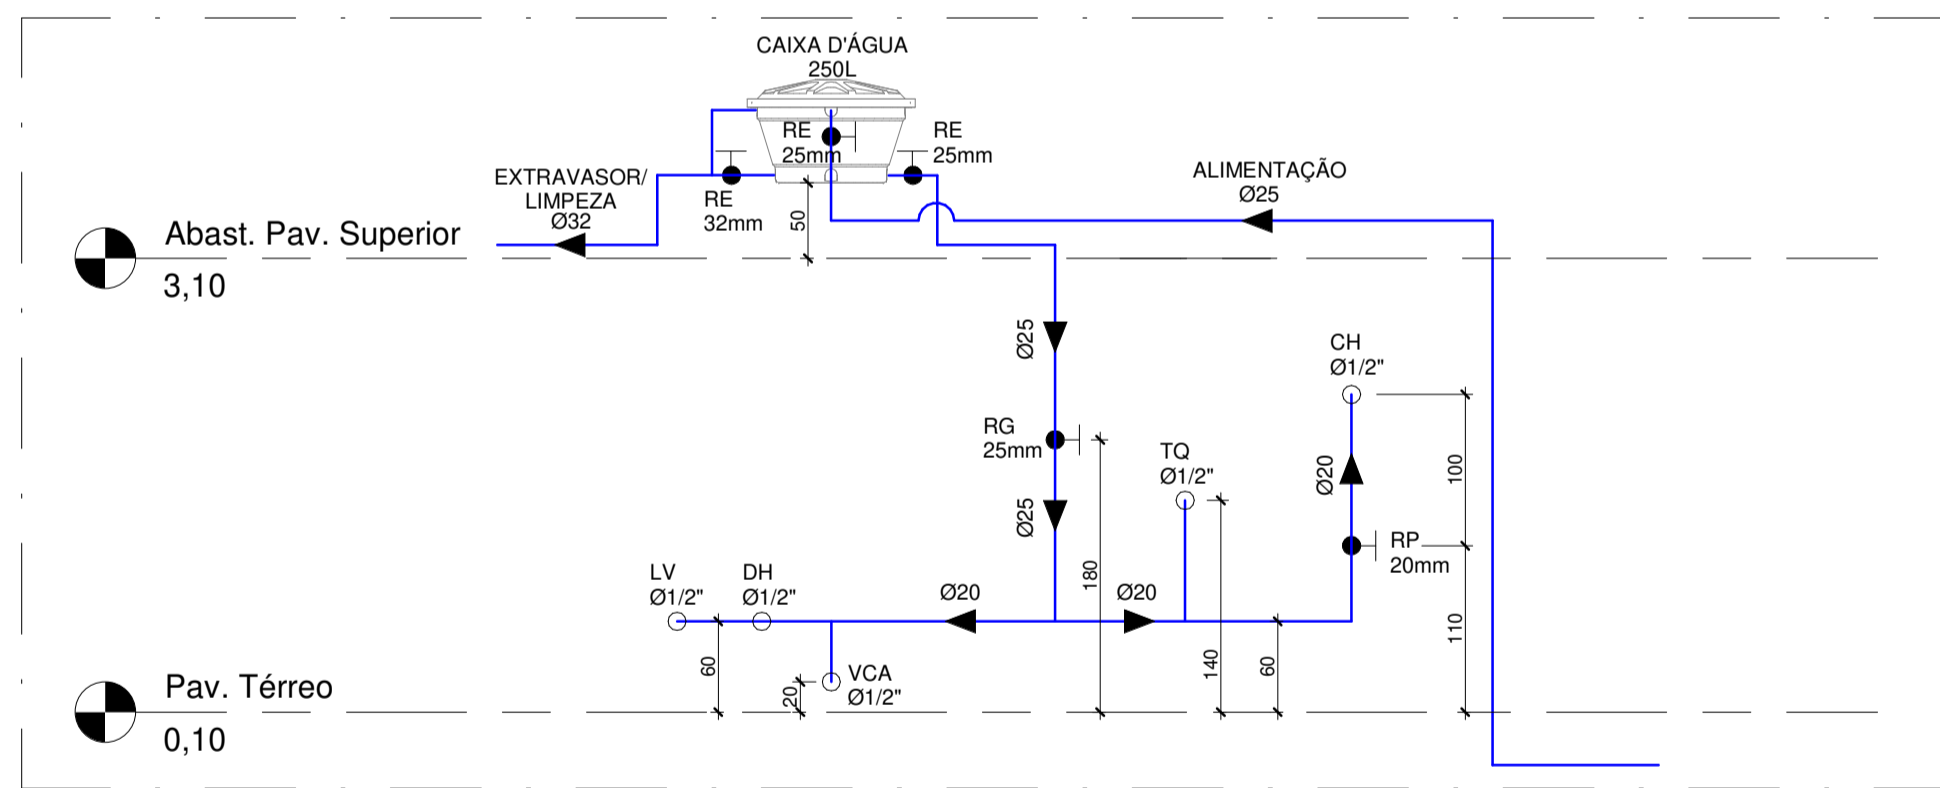 CAIXA D'ÁGUA
250L
RE
25mm
RE
25mm
EXTRAVASOR/
LIMPEZA
Ø32
RE
32mm
50
ALIMENTAÇÃO
Ø25
Abast. Pav. Superior
3,10
Ø25
CH
Ø1/2"
RG
25mm
TQ
Ø1/2"
Ø20
100
Ø25
RP
20mm
LV
Ø1/2"
DH
Ø1/2"
Ø20
Ø20
180
110
60
140
60
VCA
Ø1/2"
20
Pav. Térreo
0,10